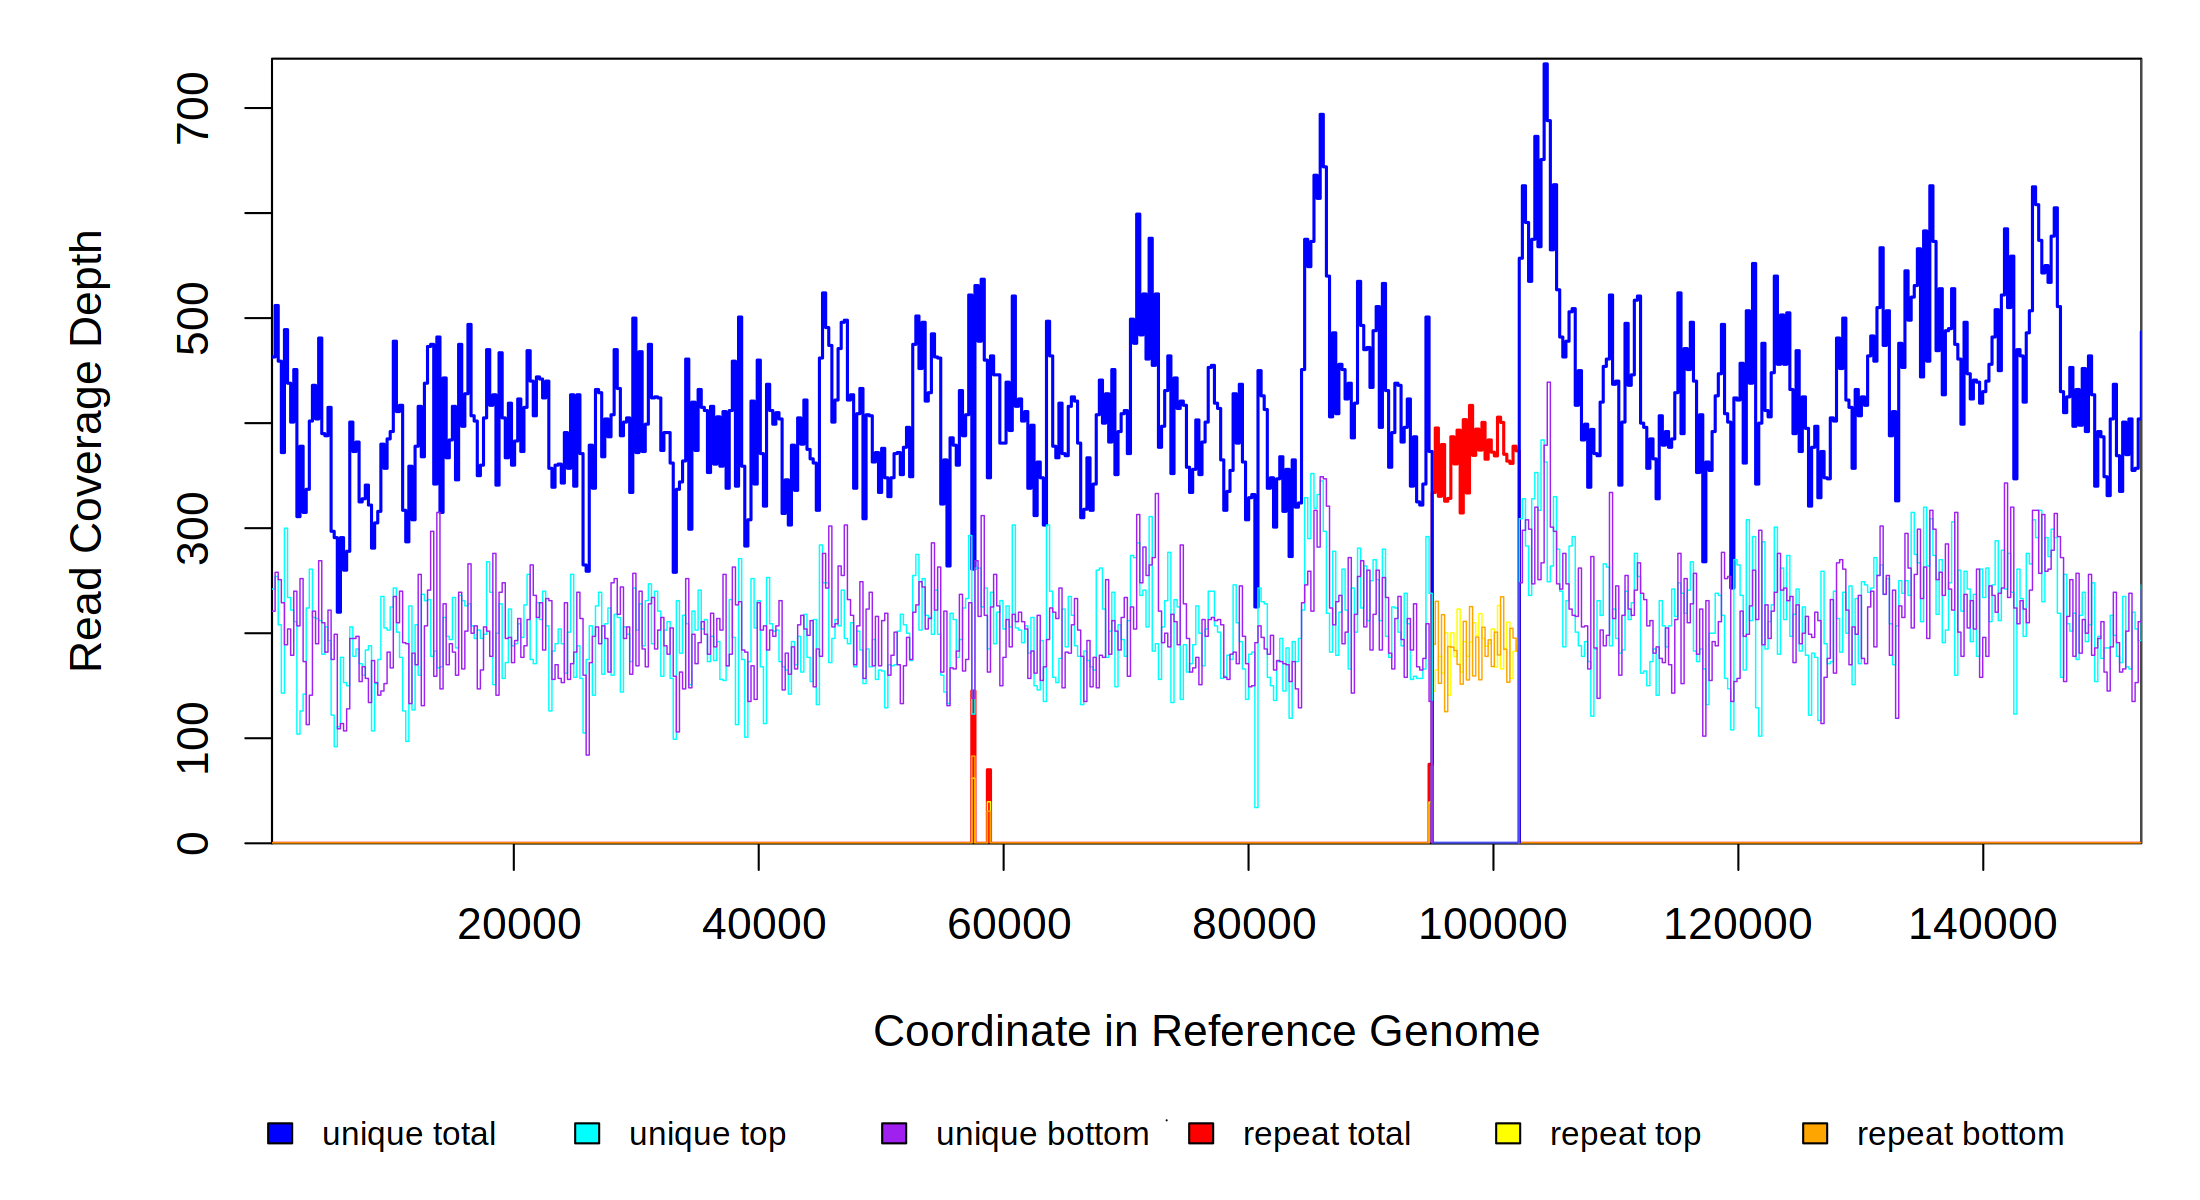 700
500
300
100
0
Read Coverage Depth
20000 40000 60000 80000 100000 120000 140000
Coordinate in Reference Genome
unique total unique top unique bottom repeat total repeat top repeat bottom